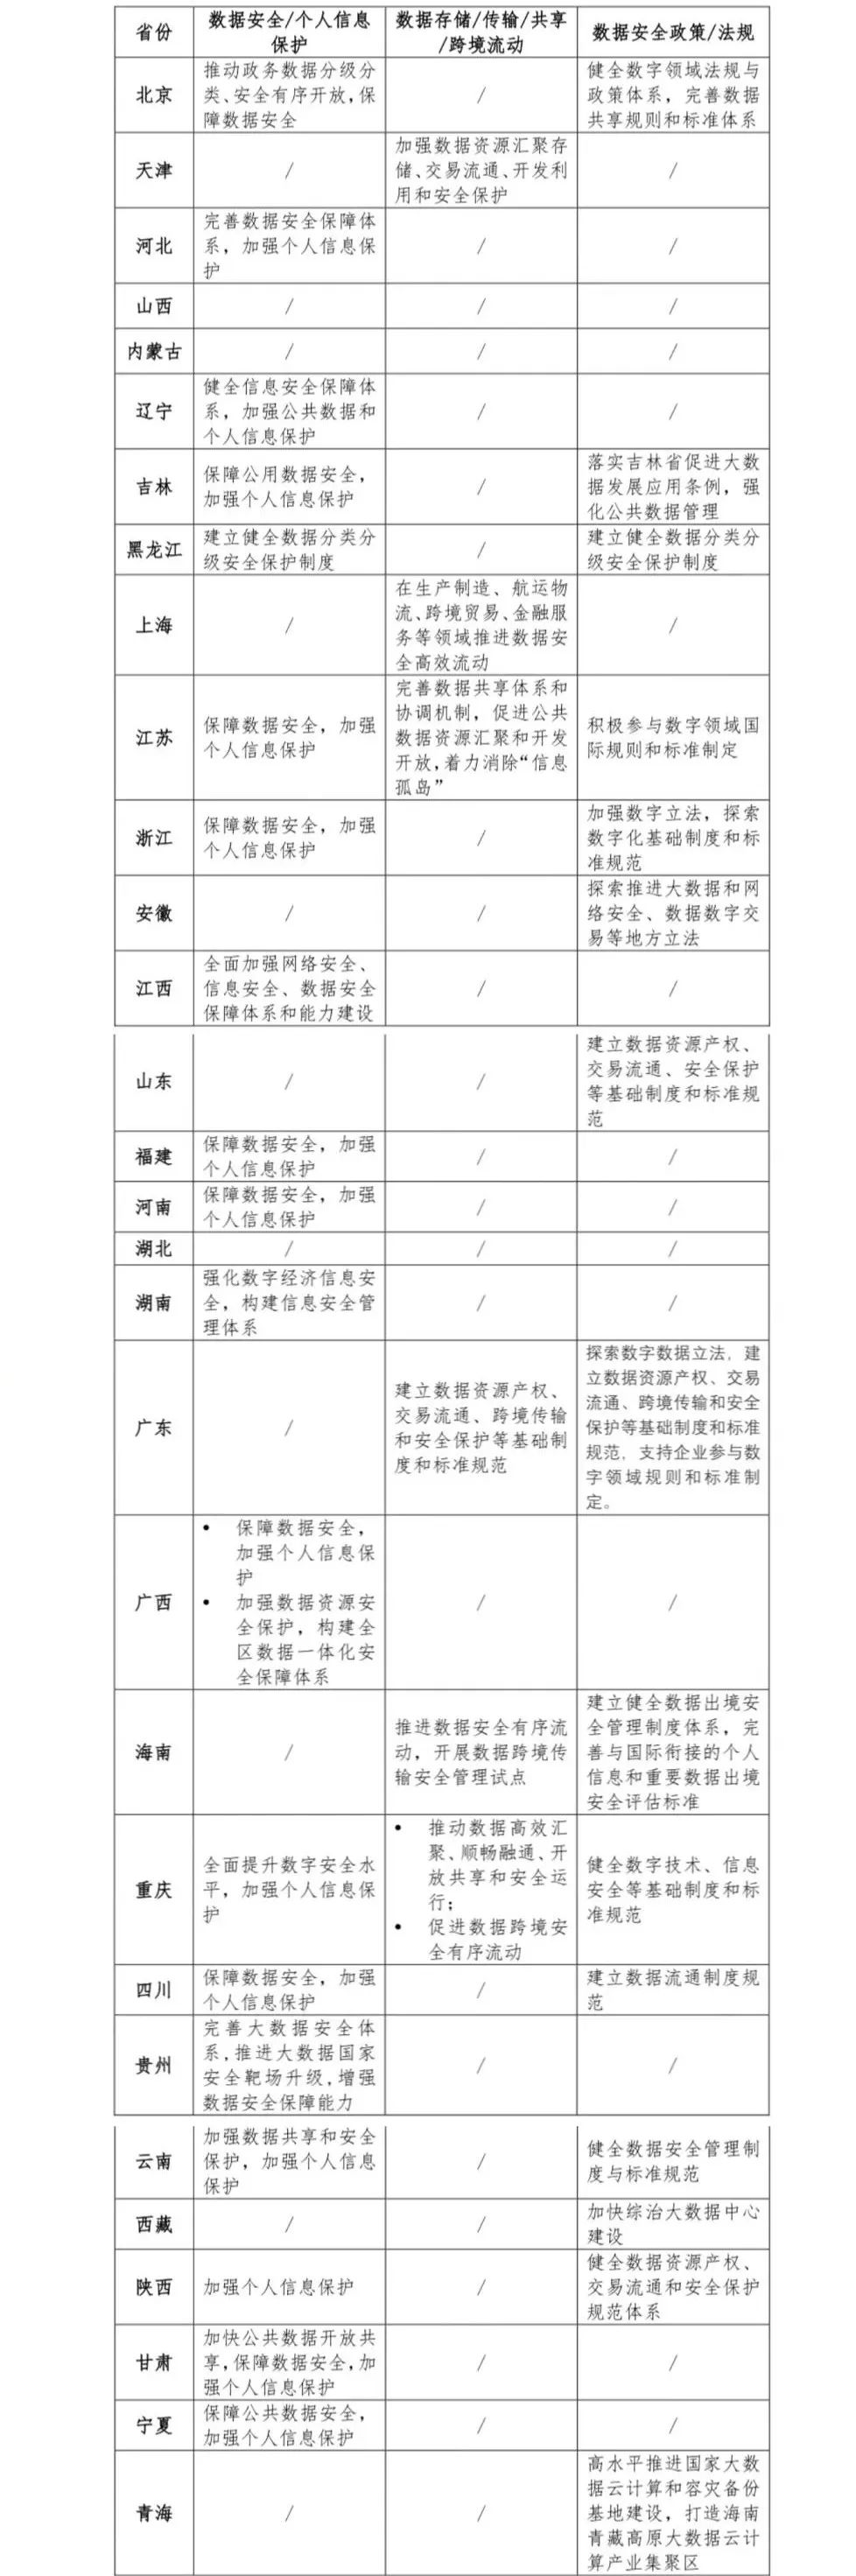 省份
数据安全/个人信息
保护
数据存储/传输/共享
/跨境流动
数据安全政策/法规
北京
推动政务数据分级分
类、安全有序开放，保
障数据安全
/
健全数字领域法规与
政策体系，完善数据
共享规则和标准体系
天津
/
加强数据资源汇聚存
储、交易流通、开发利
用和安全保护
/
河北
完善数据安全保障体
系，加强个人信息保
护
/
/
山西
/
/
/
内蒙古
/
/
/
辽宁
健全信息安全保障体
系，加强公共数据和
个人信息保护
/
/
吉林
保障公用数据安全，
加强个人信息保护
/
落实吉林省促进大数
据发展应用条例，强
化公共数据管理
黑龙江
建立健全数据分类分
级安全保护制度
/
建立健全数据分类分
级安全保护制度
上海
/
在生产制造、航运物
流、跨境贸易、金融服
务等领域推进数据安
全高效流动
/
江苏
保障数据安全，加强
个人信息保护
完善数据共享体系和
协调机制，促进公共
数据资源汇聚和开发
开放，着力消除“信息
孤岛”
积极参与数字领域国
际规则和标准制定
浙江
保障数据安全，加强
个人信息保护
/
加强数字立法，探索
数字化基础制度和标
准规范
安徽
/
/
探索推进大数据和网
络安全、数据数字交
易等地方立法
江西
全面加强网络安全、
信息安全、数据安全
保障体系和能力建设
/
/
山东
/
/
建立数据资源产权、
交易流通、安全保护
等基础制度和标准规
范
福建
保障数据安全，加强
个人信息保护
/
/
河南
保障数据安全，加强
个人信息保护
/
/
湖北
/
/
/
湖南
强化数字经济信息安
全，构建信息安全管
理体系
/
/
广东
/
建立数据资源产权、
交易流通、跨境传输
和安全保护等基础制
度和标准规范
探索数字数据立法，建
立数据资源产权、交易
流通、跨境传输和安全
保护等基础制度和标准
规范，支持企业参与数
字领域规则和标准制
定。
广西
• 保障数据安全，
加强个人信息保
护
• 加强数据资源安
全保护，构建全
区数据一体化安
全保障体系
/
/
海南
/
推进数据安全有序流
动，开展数据跨境传
输安全管理试点
建立健全数据出境安
全管理制度体系，完
善与国际衔接的个人
信息和重要数据出境
安全评估标准
重庆
全面提升数字安全水
平，加强个人信息保
护
• 推动数据高效汇
聚、顺畅融通、开
放共享和安全运
行；
• 促进数据跨境安
全有序流动
健全数字技术、信息
安全等基础制度和标
准规范
四川
保障数据安全，加强
个人信息保护
/
建立数据流通制度规
范
贵州
完善大数据安全体
系，推进大数据国家
安全靶场升级，增强
数据安全保障能力
/
/
云南
加强数据共享和安全
保护，加强个人信息
保护
/
健全数据安全管理制
度与标准规范
西藏
/
/
加快综治大数据中心
建设
陕西
加强个人信息保护
/
健全数据资源产权、
交易流通和安全保护
规范体系
甘肃
加快公共数据开放共
享，保障数据安全，加
强个人信息保护
/
/
宁夏
保障公共数据安全，
加强个人信息保护
/
/
青海
/
/
高水平推进国家大数
据云计算和容灾备份
基地建设，打造海南
青藏高原大数据云计
算产业集聚区